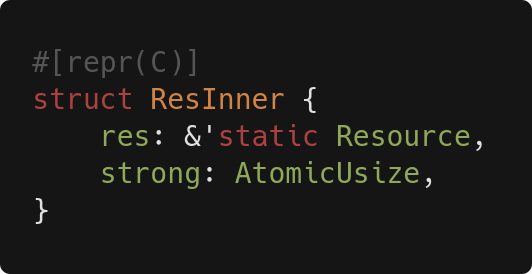 #[repr(C)]
struct ResInner {
    res: &'static Resource,
    strong: AtomicUsize,
}